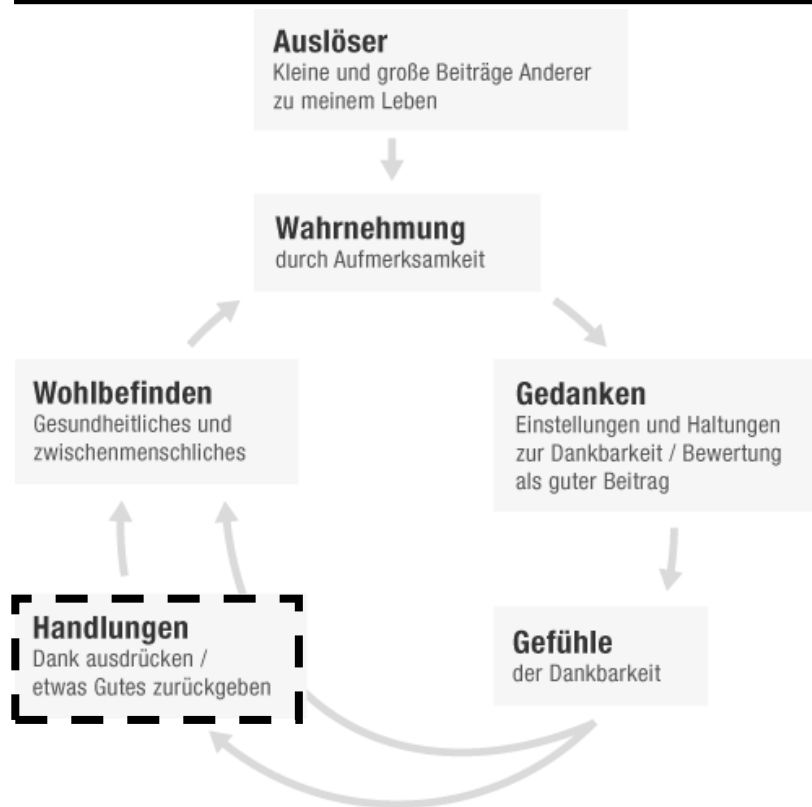 Auslöser
Kleine und große Beiträge Anderer
zu meinem Leben
Wahrnehmung
durch Aufmerksamkeit
Wohlbefinden
Gesundheitliches und
zwischenmenschliches
Gedanken
Einstellungen und Haltungen
zur Dankbarkeit / Bewertung
als guter Beitrag
Handlungen
Dank ausdrücken /
etwas Gutes zurückgeben
Gefühle
der Dankbarkeit